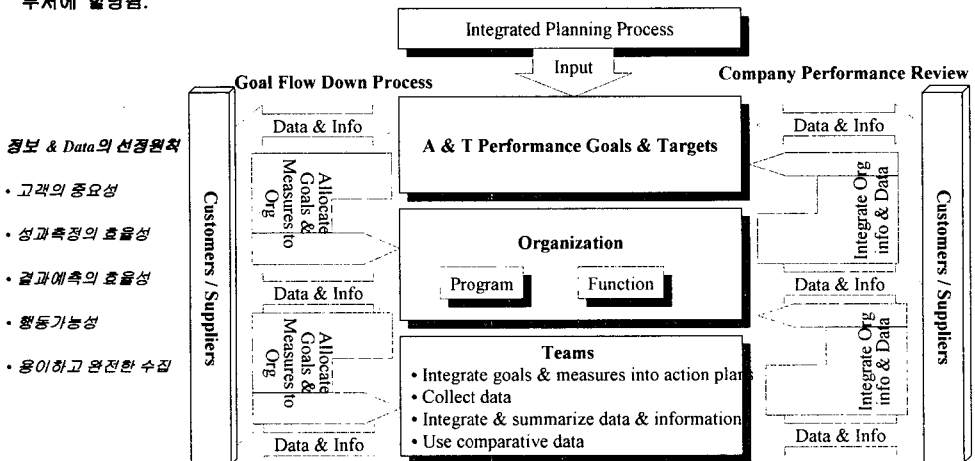 부서에 할당됨.
Integrated Planning Process
Input
Goal Flow Down Process
Company Performance Review
Data & Info
Data & Info
A & T Performance Goals & Targets
정보 & Data의 선정원칙
• 고객의 중요성
• 성과측정의 효율성
• 결과예측의 효율성
• 행동가능성
• 용이하고 완전한 수집
Customers / Suppliers
Allocate
Goals &
Measures to
Org
Integrate Org
info & Data
Customers / Suppliers
Organization
Program
Function
Data & Info
Data & Info
Allocate
Goals &
Measures to
Org
Integrate Org
info & Data
Teams
• Integrate goals & measures into action plans
• Collect data
• Integrate & summarize data & information
• Use comparative data
Data & Info
Data & Info